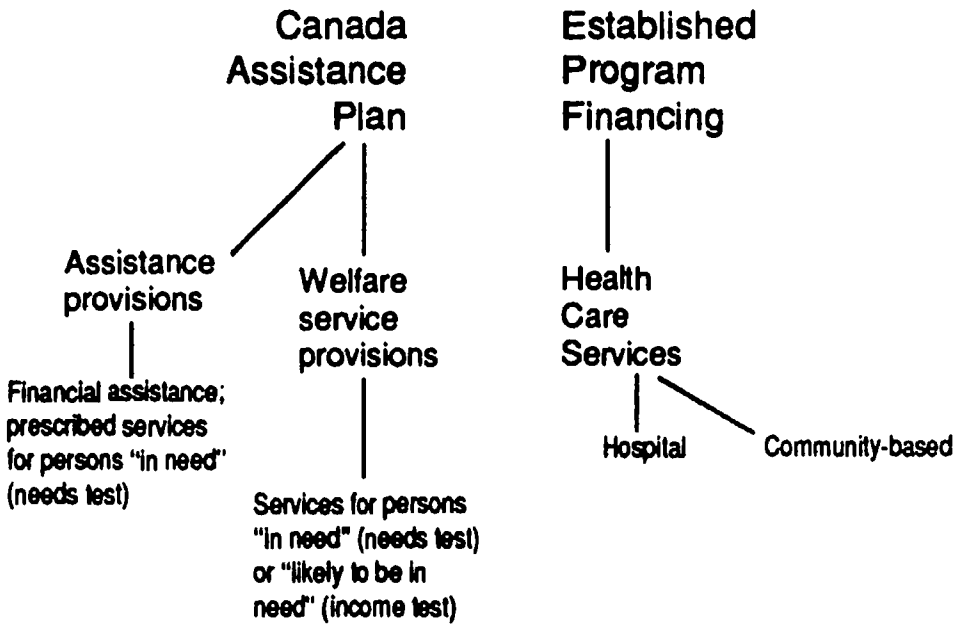 Canada
Assistance
Plan
Established
Program
Financing
Assistance
provisions
Welfare
service
provisions
Health
Care
Services
Financial assistance;
prescribed services
for persons "in need"
(needs test)
Services for persons
"in need" (needs test)
or "likely to be in
need" (income test)
Hospital
Community-based